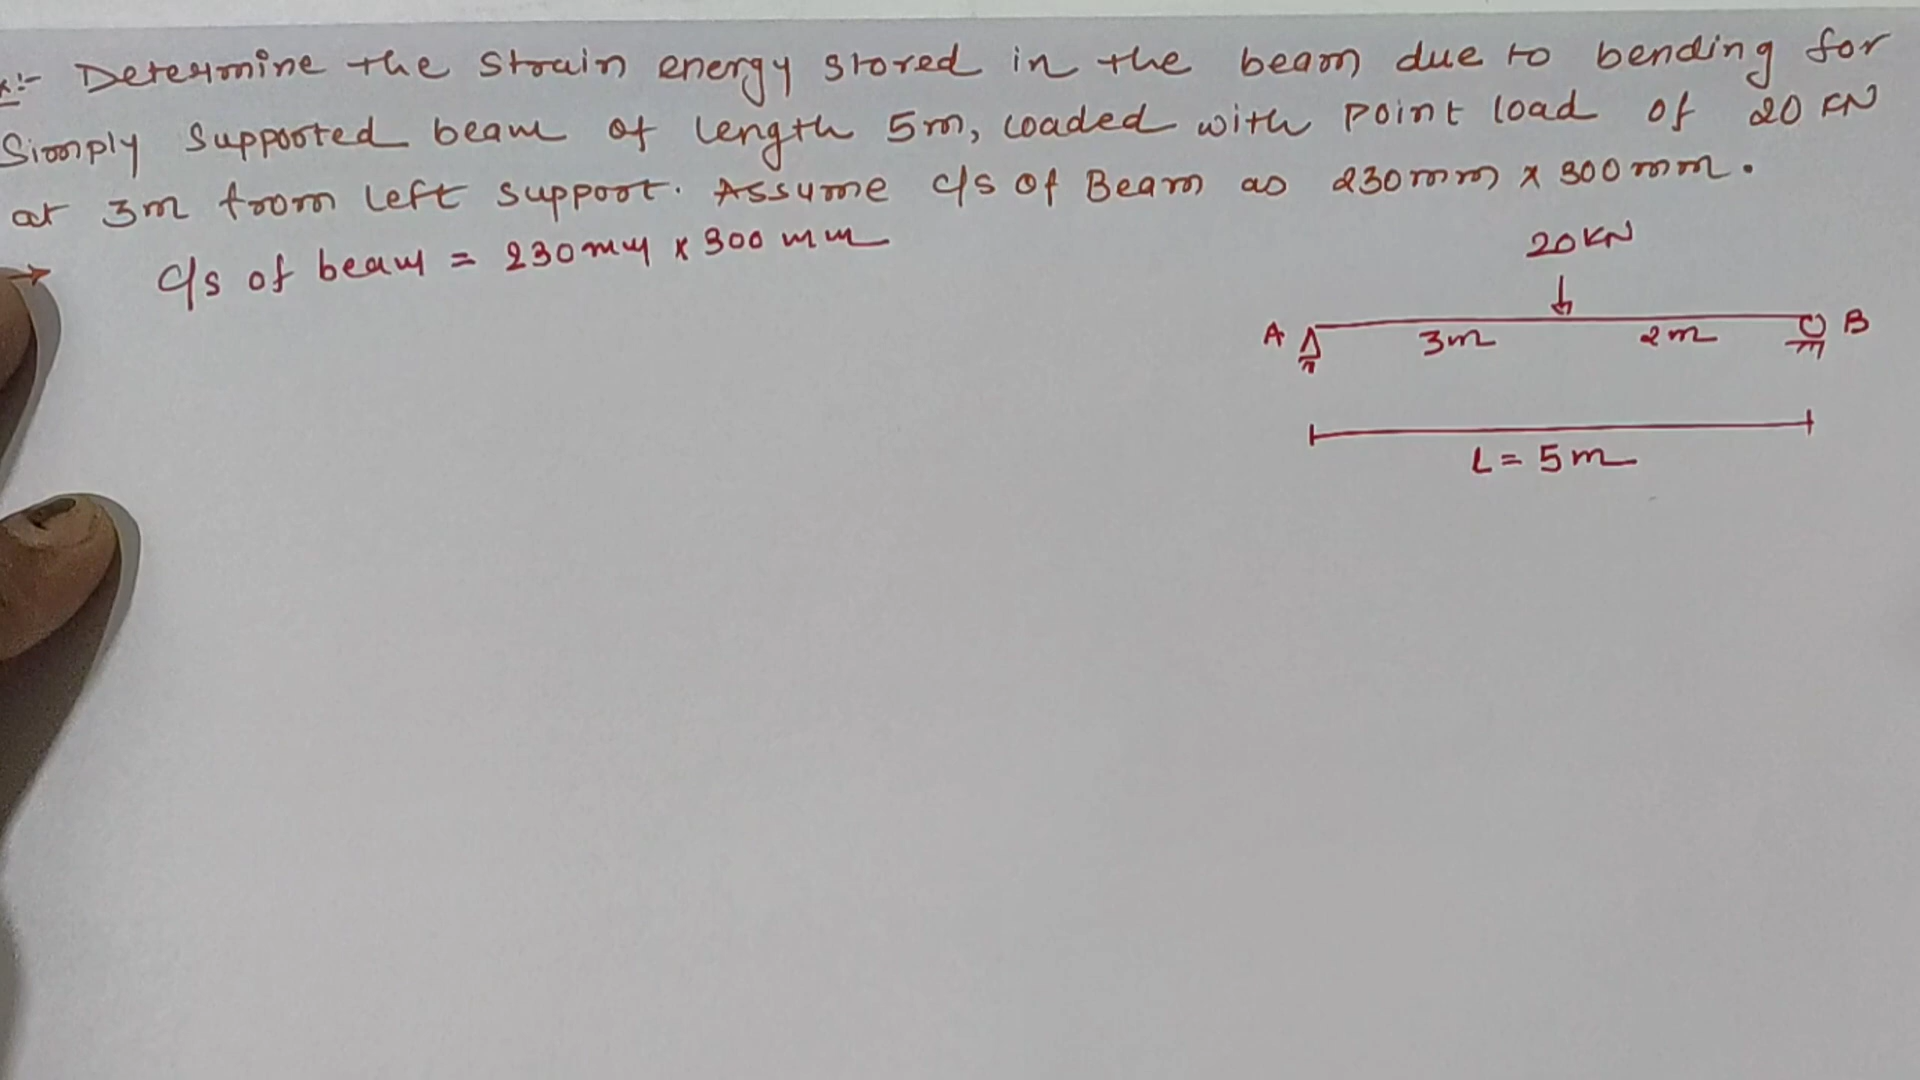 :- Determine the strain energy stored in the beam due to bending for
Simply supported beam of length 5m, loaded with point load of 20 KN
at 3m from left support. Assume c/s of Beam as 230mm x 300mm.
c/s of beam = 230mm x 300 mm
20KN
A 3m 2m B
L = 5m